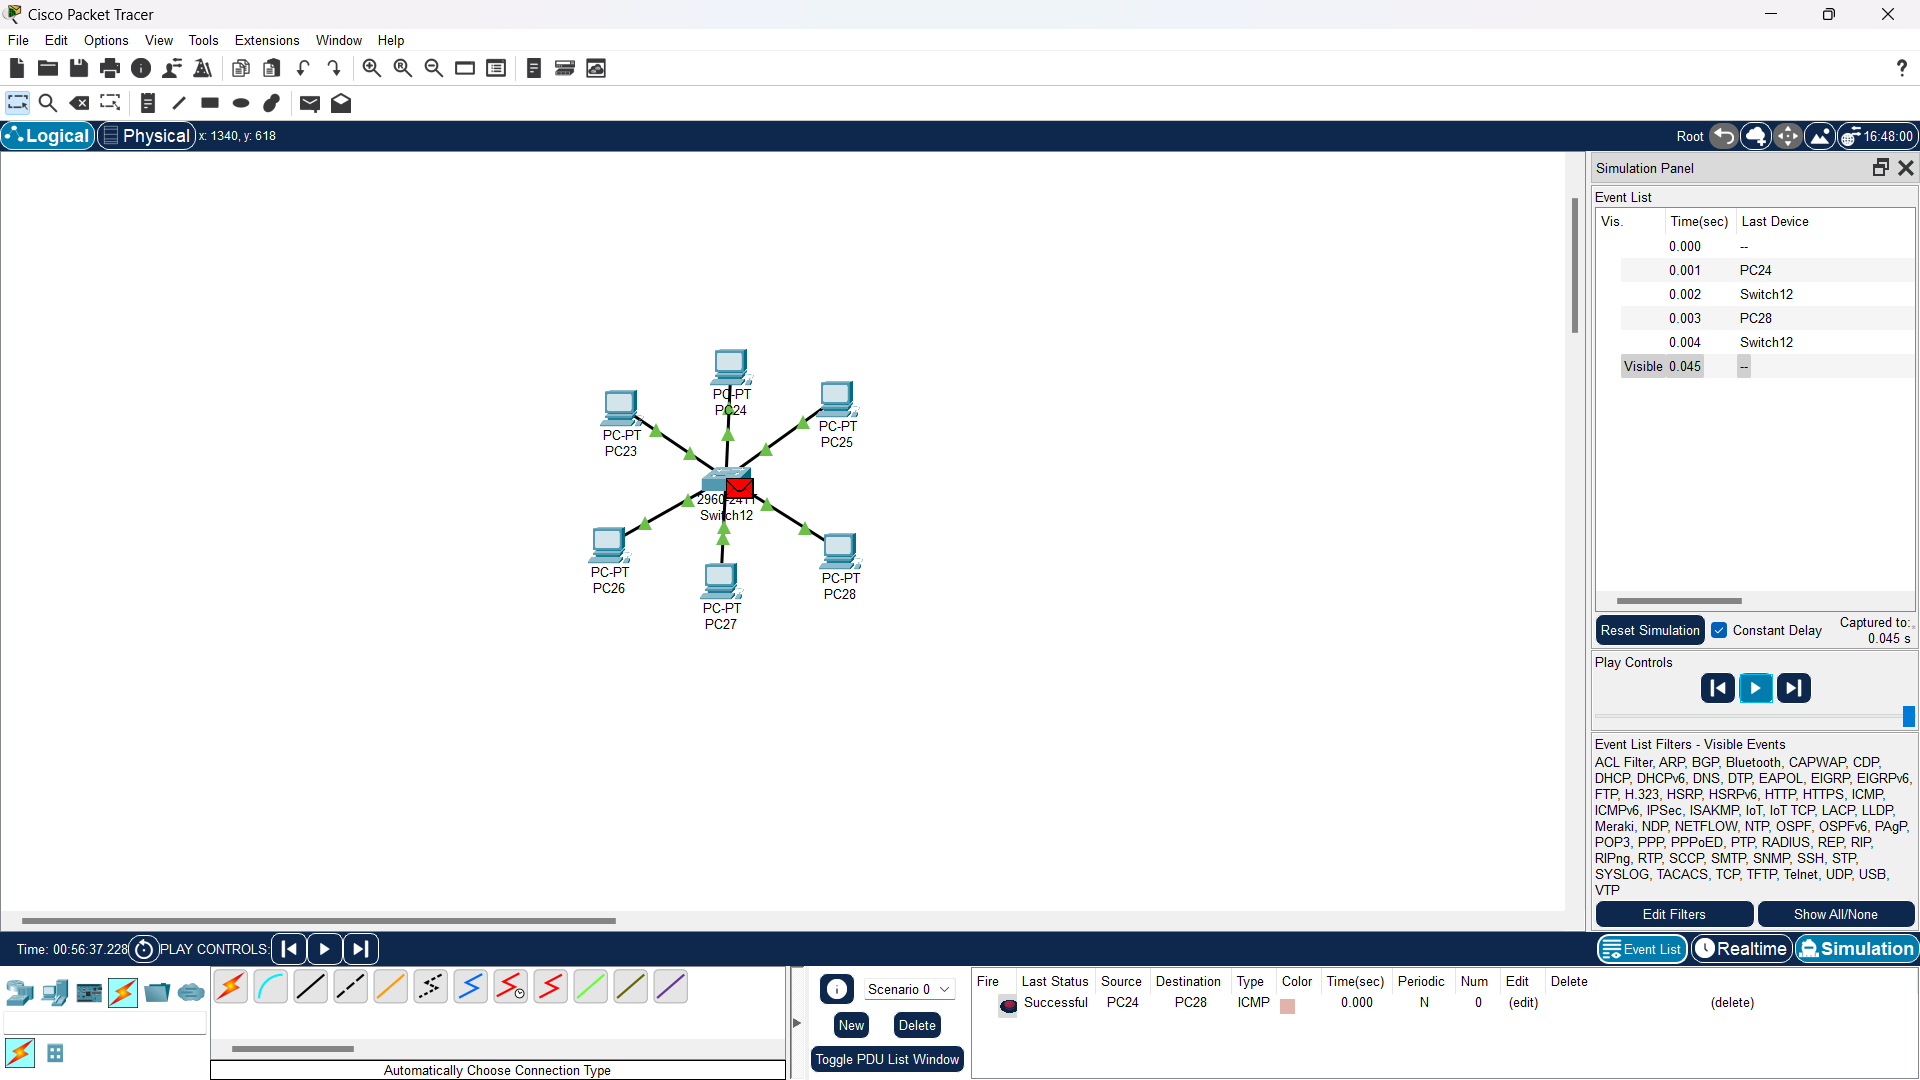 Cisco Packet Tracer
File Edit Options View Tools Extensions Window Help
Logical Physical x: 1340, y: 618 Root 16:48:00
Simulation Panel
Event List
Vis. Time(sec) Last Device
0.000 --
0.001 PC24
0.002 Switch12
0.003 PC28
0.004 Switch12
Visible 0.045 --
PC-PT
PC24
PC-PT
PC23
PC-PT
PC25
Switch12
PC-PT
PC26
PC-PT
PC27
PC-PT
PC28
Reset Simulation Constant Delay Captured to:
0.045 s
Play Controls
Event List Filters - Visible Events
ACL Filter, ARP, BGP, Bluetooth, CAPWAP, CDP,
DHCP, DHCPv6, DNS, DTP, EAPOL, EIGRP, EIGRPv6,
FTP, H.323, HSRP, HSRPv6, HTTP, HTTPS, ICMP,
ICMPv6, IPSec, ISAKMP, IoT, IoT TCP, LACP, LLDP,
Meraki, NDP, NETFLOW, NTP, OSPF, OSPFv6, PAgP,
POP3, PPP, PPPoED, PTP, RADIUS, REP, RIP,
RIPng, RTP, SCCP, SMTP, SNMP, SSH, STP,
SYSLOG, TACACS, TCP, TFTP, Telnet, UDP, USB,
VTP
Edit Filters Show All/None
Time: 00:56:37.228 PLAY CONTROLS: Event List Realtime Simulation
Scenario 0
New Delete
Toggle PDU List Window
Fire Last Status Source Destination Type Color Time(sec) Periodic Num Edit Delete
Successful PC24 PC28 ICMP 0.000 N 0 (edit) (delete)
Automatically Choose Connection Type